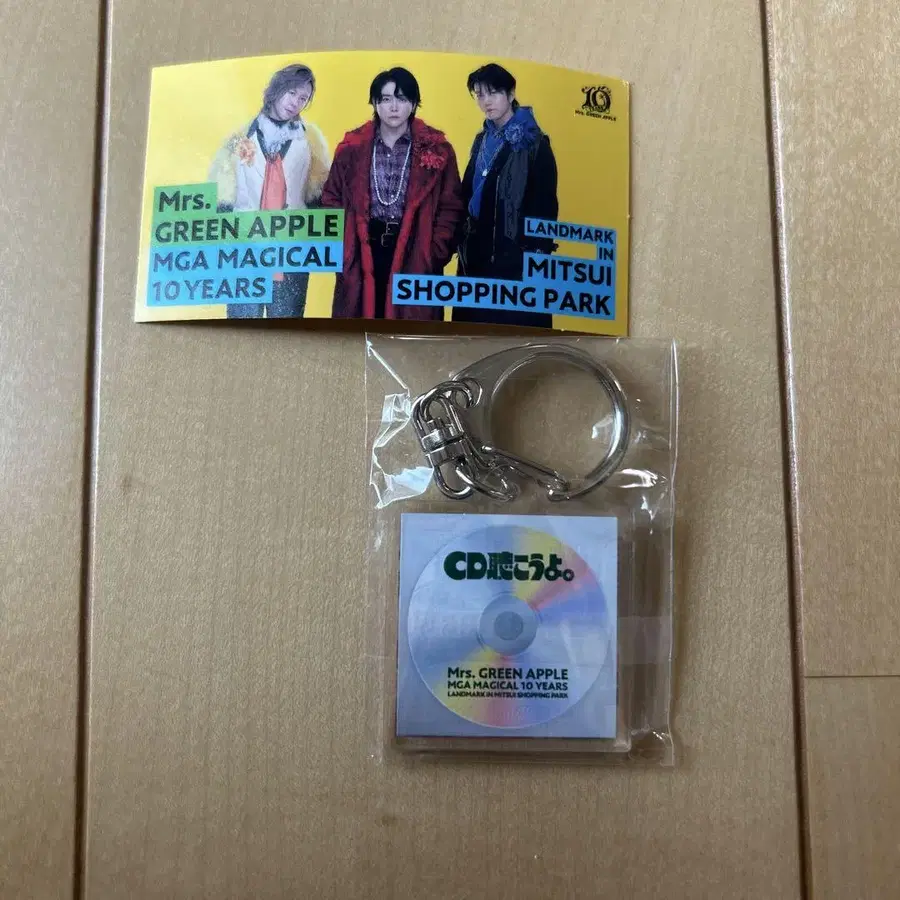 10
Mrs. GREEN APPLE
Mrs.
GREEN APPLE
MGA MAGICAL
10 YEARS
LANDMARK
IN
MITSUI
SHOPPING PARK
CD聴こうよ。
Mrs. GREEN APPLE
MGA MAGICAL 10 YEARS
LANDMARK IN MITSUI SHOPPING PARK